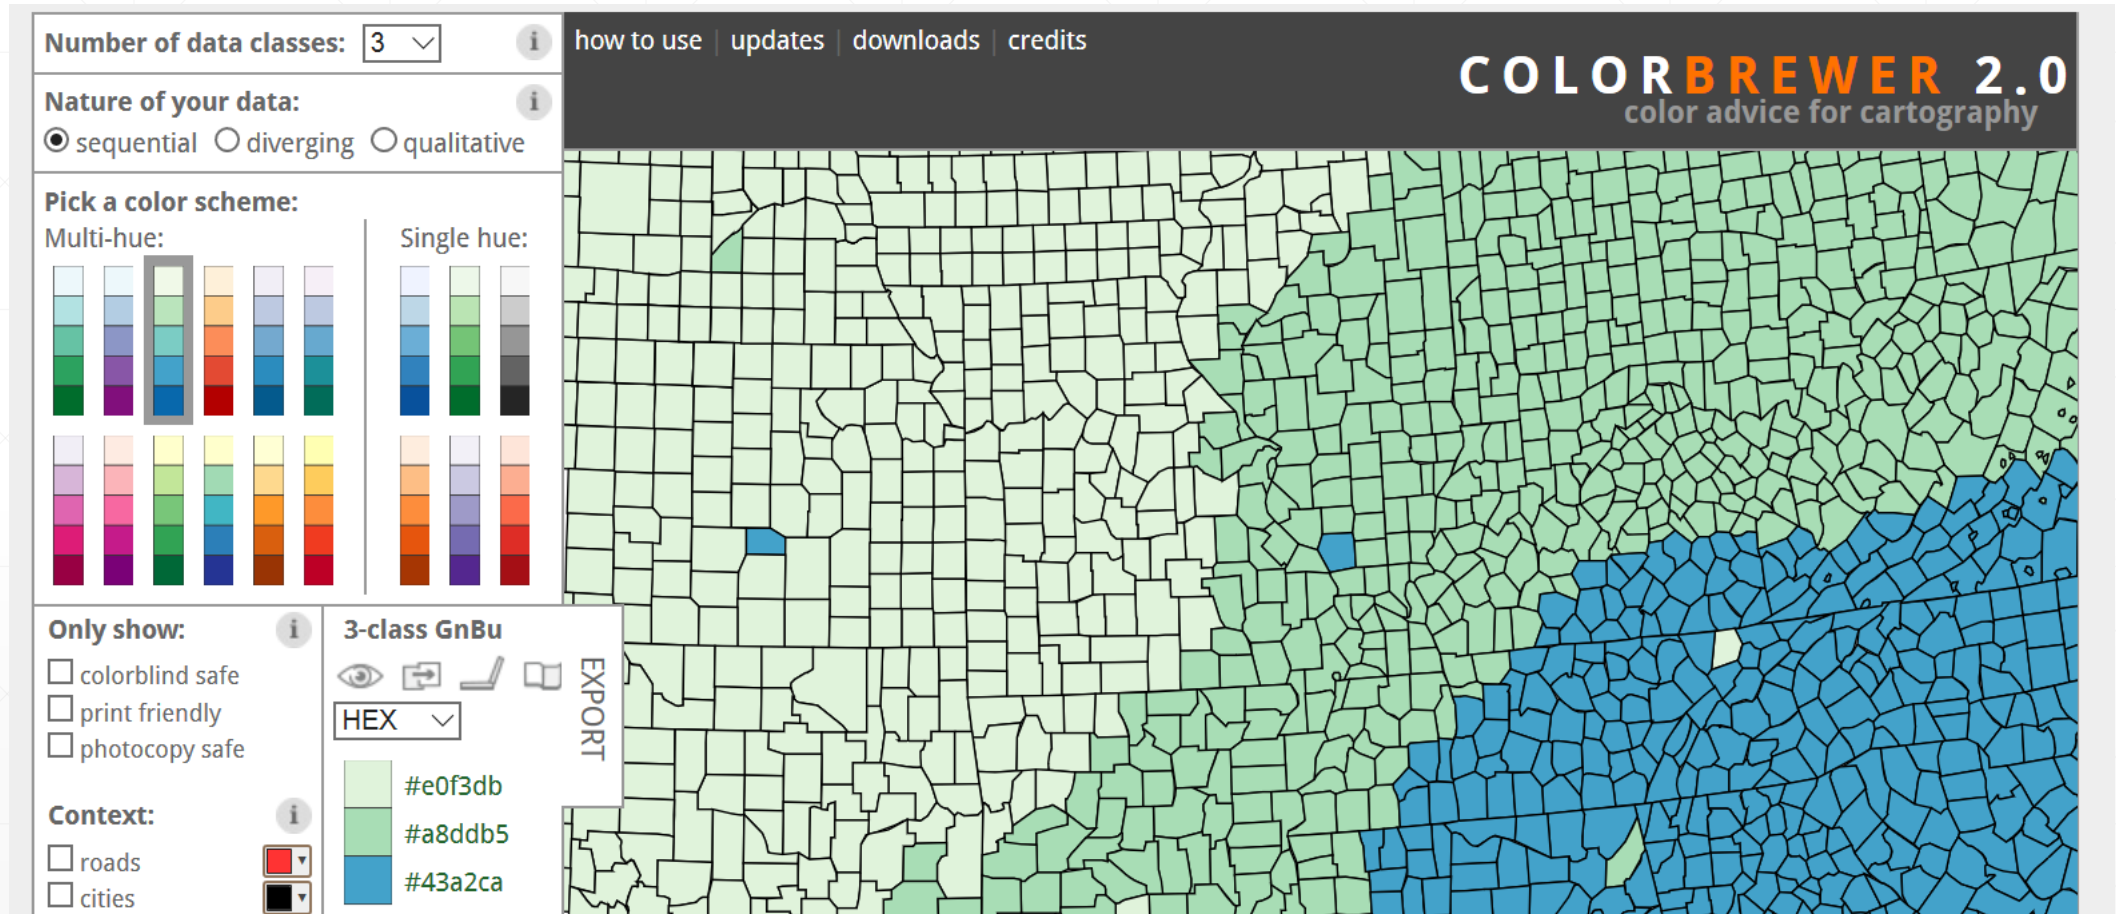 Number of data classes: 3 i
how to use | updates | downloads | credits
COLORBREWER 2.0
color advice for cartography
Nature of your data: i
sequential diverging qualitative
Pick a color scheme:
Multi-hue: Single hue:
Only show: i
colorblind safe
print friendly
photocopy safe
Context: i
roads
cities
3-class GnBu
HEX
EXPORT
#e0f3db
#a8ddb5
#43a2ca